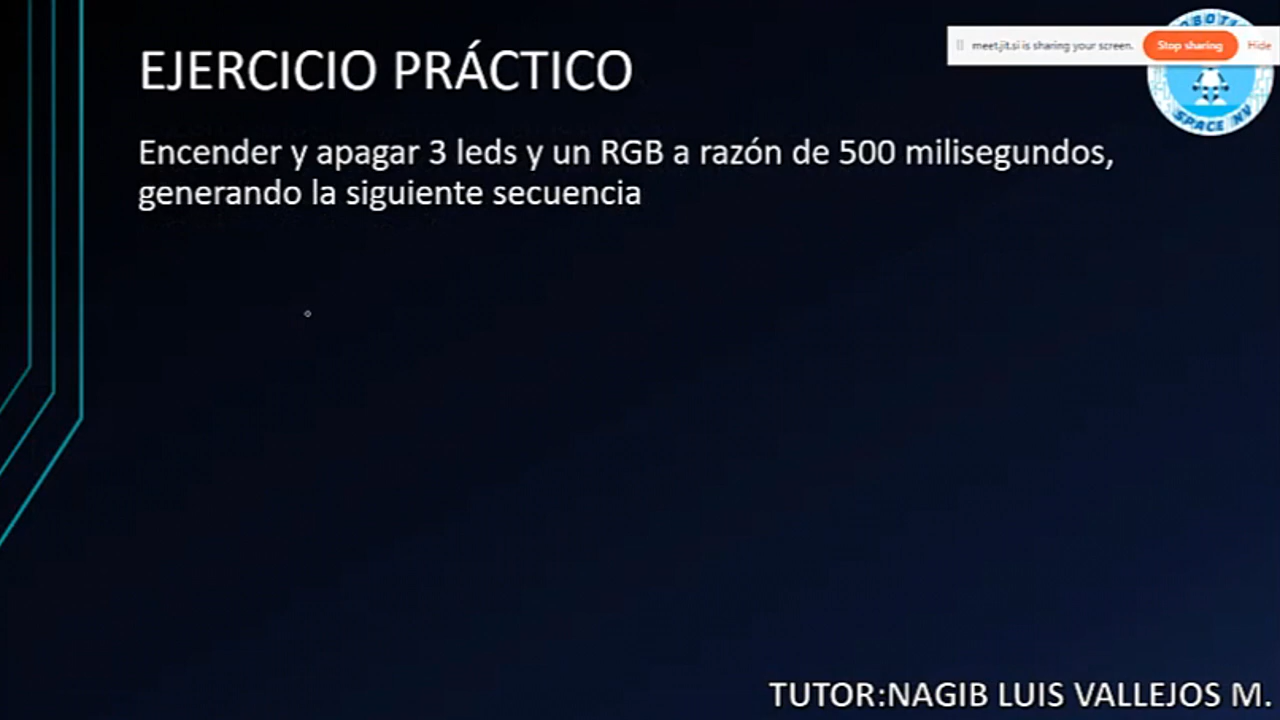 EJERCICIO PRÁCTICO
meet.jit.si is sharing your screen.
Stop sharing
Hide
Encender y apagar 3 leds y un RGB a razón de 500 milisegundos,
generando la siguiente secuencia
SPACE NV
TUTOR:NAGIB LUIS VALLEJOS M.